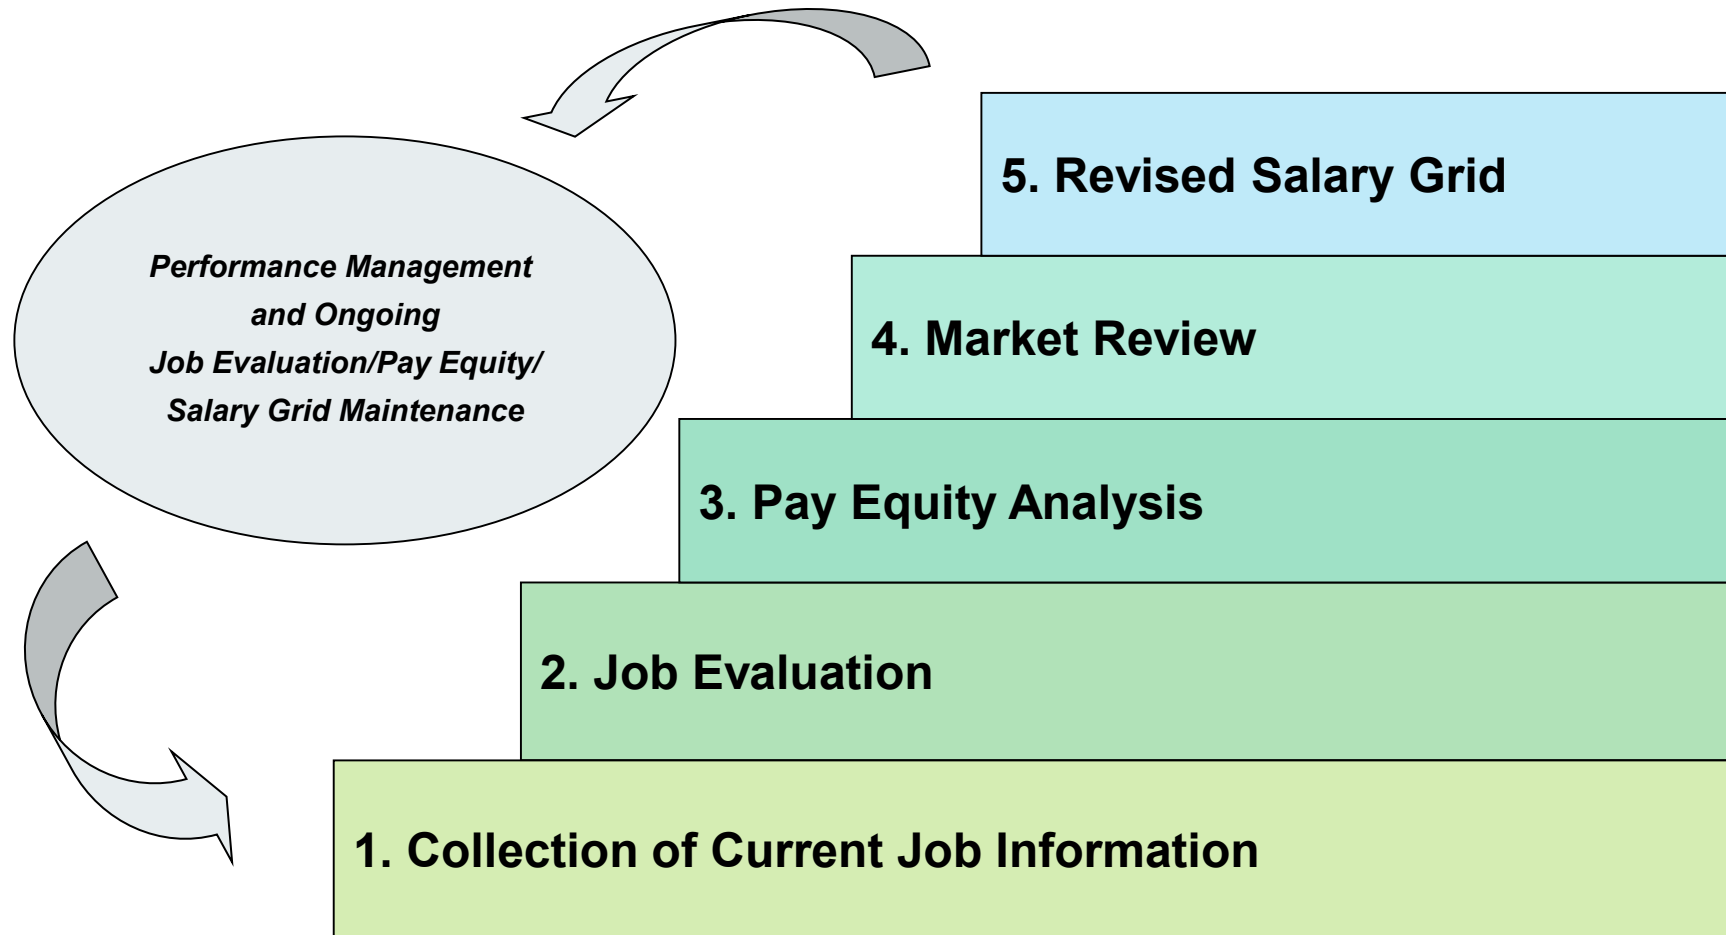 Performance Management
and Ongoing
Job Evaluation/Pay Equity/
Salary Grid Maintenance
5. Revised Salary Grid
4. Market Review
3. Pay Equity Analysis
2. Job Evaluation
1. Collection of Current Job Information